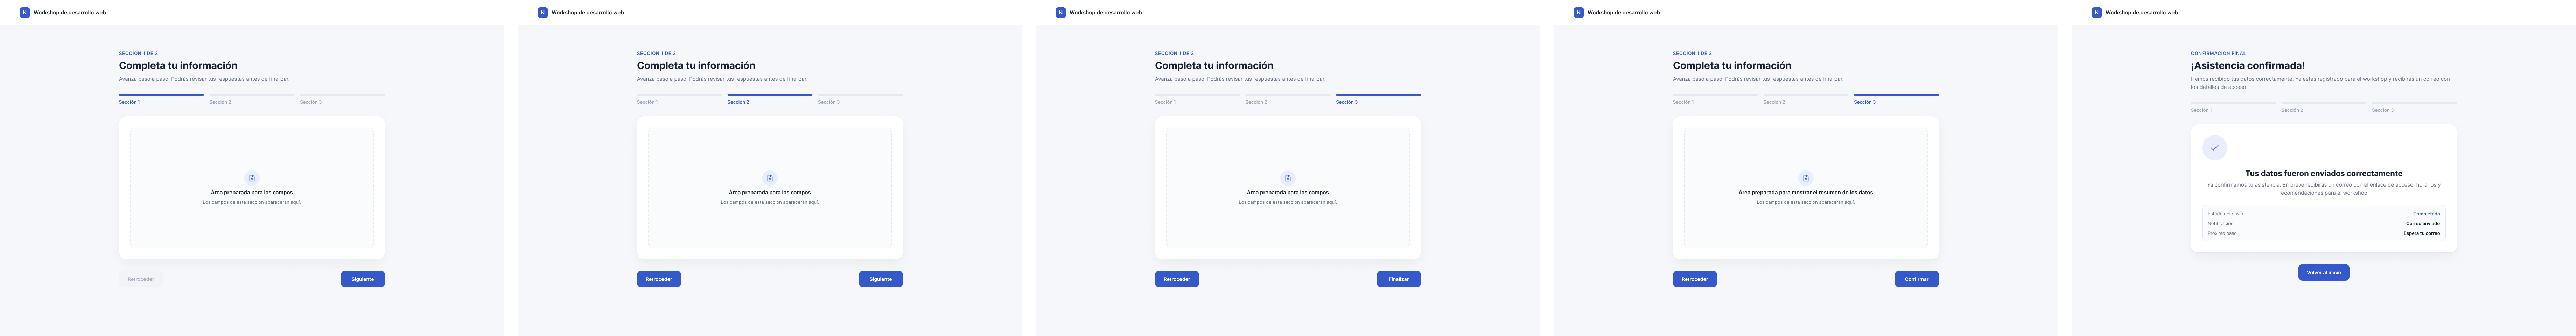 N Workshop de desarrollo web
SECCIÓN 1 DE 3
Completa tu información
Avanza paso a paso. Podrás revisar tus respuestas antes de finalizar.
Sección 1 Sección 2 Sección 3
Área preparada para los campos
Los campos de esta sección aparecerán aquí.
Retroceder Siguiente
N Workshop de desarrollo web
SECCIÓN 1 DE 3
Completa tu información
Avanza paso a paso. Podrás revisar tus respuestas antes de finalizar.
Sección 1 Sección 2 Sección 3
Área preparada para los campos
Los campos de esta sección aparecerán aquí.
Retroceder Siguiente
N Workshop de desarrollo web
SECCIÓN 1 DE 3
Completa tu información
Avanza paso a paso. Podrás revisar tus respuestas antes de finalizar.
Sección 1 Sección 2 Sección 3
Área preparada para los campos
Los campos de esta sección aparecerán aquí.
Retroceder Finalizar
N Workshop de desarrollo web
SECCIÓN 1 DE 3
Completa tu información
Avanza paso a paso. Podrás revisar tus respuestas antes de finalizar.
Sección 1 Sección 2 Sección 3
Área preparada para mostrar el resumen de los datos
Los campos de esta sección aparecerán aquí.
Retroceder Confirmar
N Workshop de desarrollo web
CONFIRMACIÓN FINAL
¡Asistencia confirmada!
Hemos recibido tus datos correctamente. Ya estás registrado para el workshop y recibirás un correo con
los detalles de acceso.
Sección 1 Sección 2 Sección 3
Tus datos fueron enviados correctamente
Ya confirmamos tu asistencia. En breve recibirás un correo con el enlace de acceso, horarios y
recomendaciones para el workshop.
Estado del envío Completado
Notificación Correo enviado
Próximo paso Espera tu correo
Volver al inicio